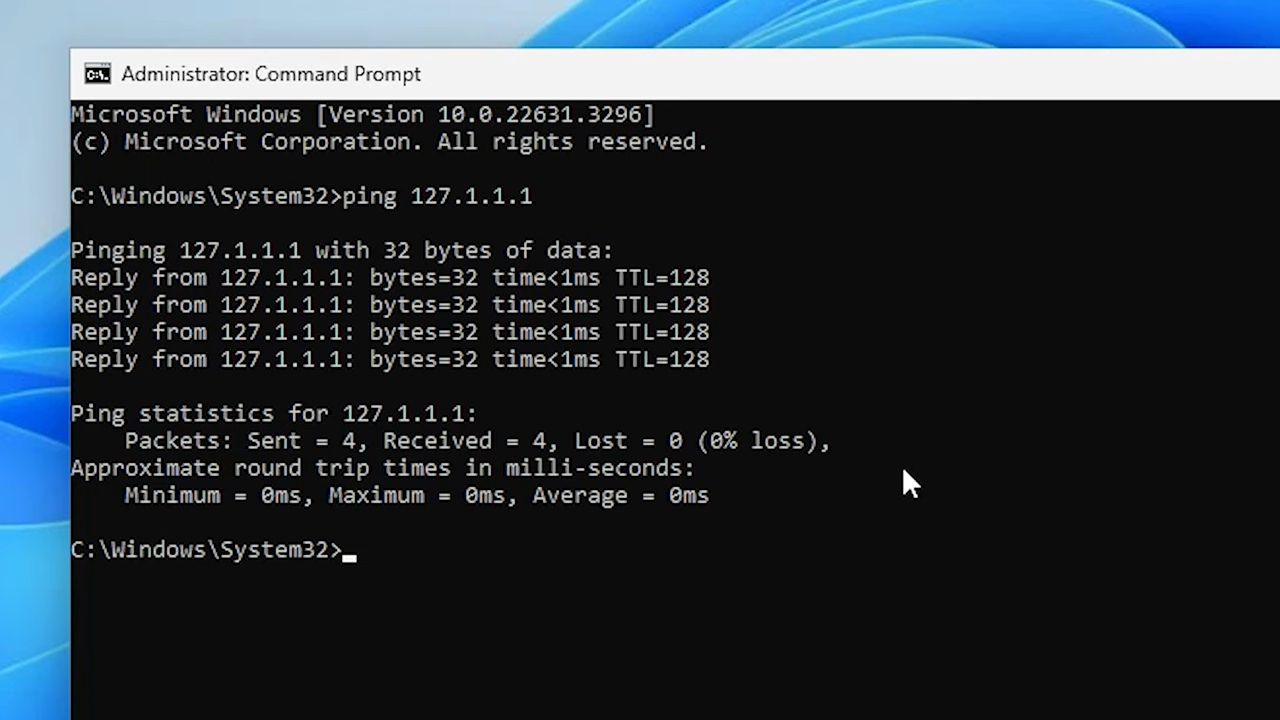 Administrator: Command Prompt
Microsoft Windows [Version 10.0.22631.3296]
(c) Microsoft Corporation. All rights reserved.
C:\Windows\System32>ping 127.1.1.1
Pinging 127.1.1.1 with 32 bytes of data:
Reply from 127.1.1.1: bytes=32 time<1ms TTL=128
Reply from 127.1.1.1: bytes=32 time<1ms TTL=128
Reply from 127.1.1.1: bytes=32 time<1ms TTL=128
Reply from 127.1.1.1: bytes=32 time<1ms TTL=128
Ping statistics for 127.1.1.1:
    Packets: Sent = 4, Received = 4, Lost = 0 (0% loss),
Approximate round trip times in milli-seconds:
    Minimum = 0ms, Maximum = 0ms, Average = 0ms
C:\Windows\System32>